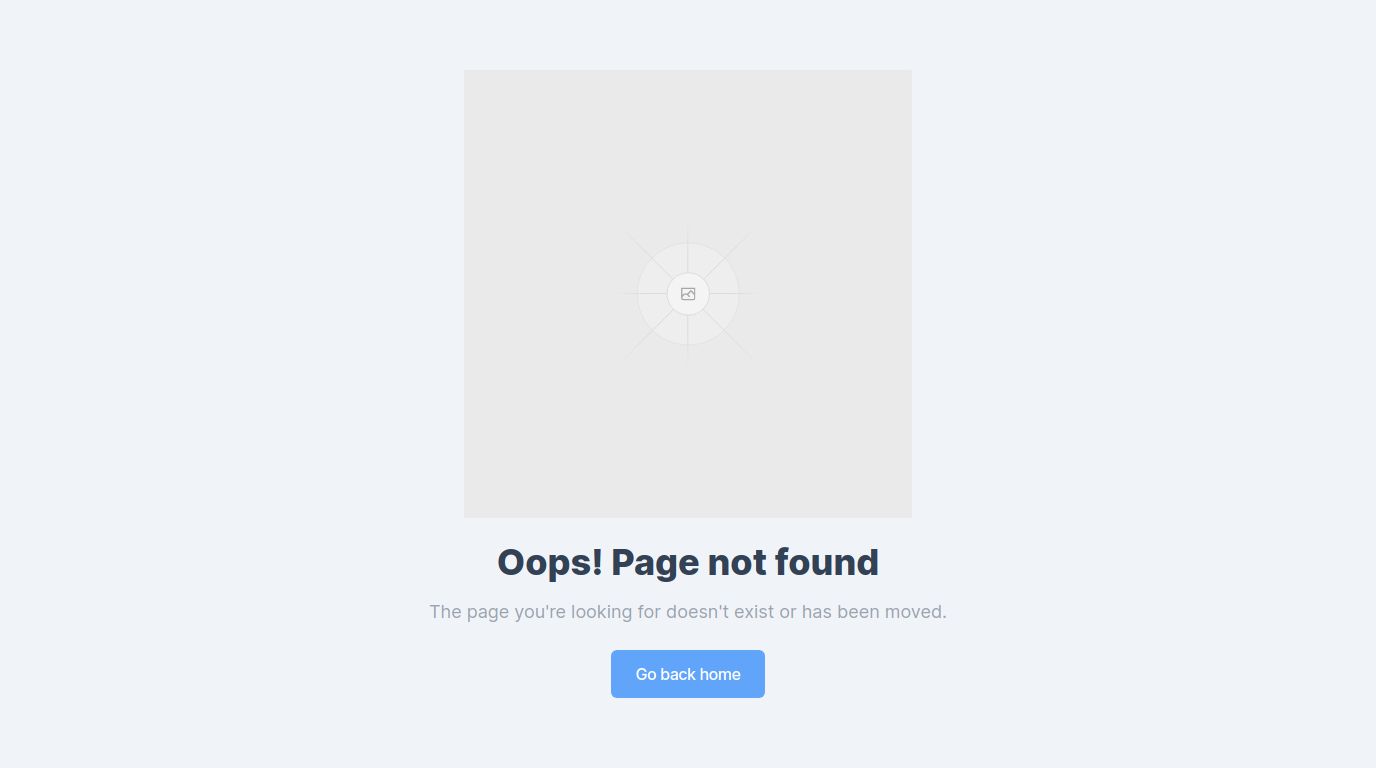 Oops! Page not found
The page you're looking for doesn't exist or has been moved.
Go back home